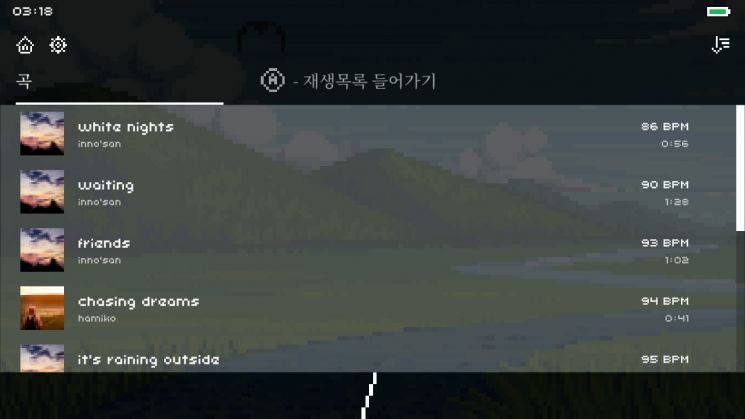 03:18
곡
A - 재생목록 들어가기
white nights
86 BPM
inno'san
0:56
waiting
90 BPM
inno'san
1:28
friends
93 BPM
inno'san
1:02
chasing dreams
94 BPM
hamiko
0:41
it's raining outside
95 BPM